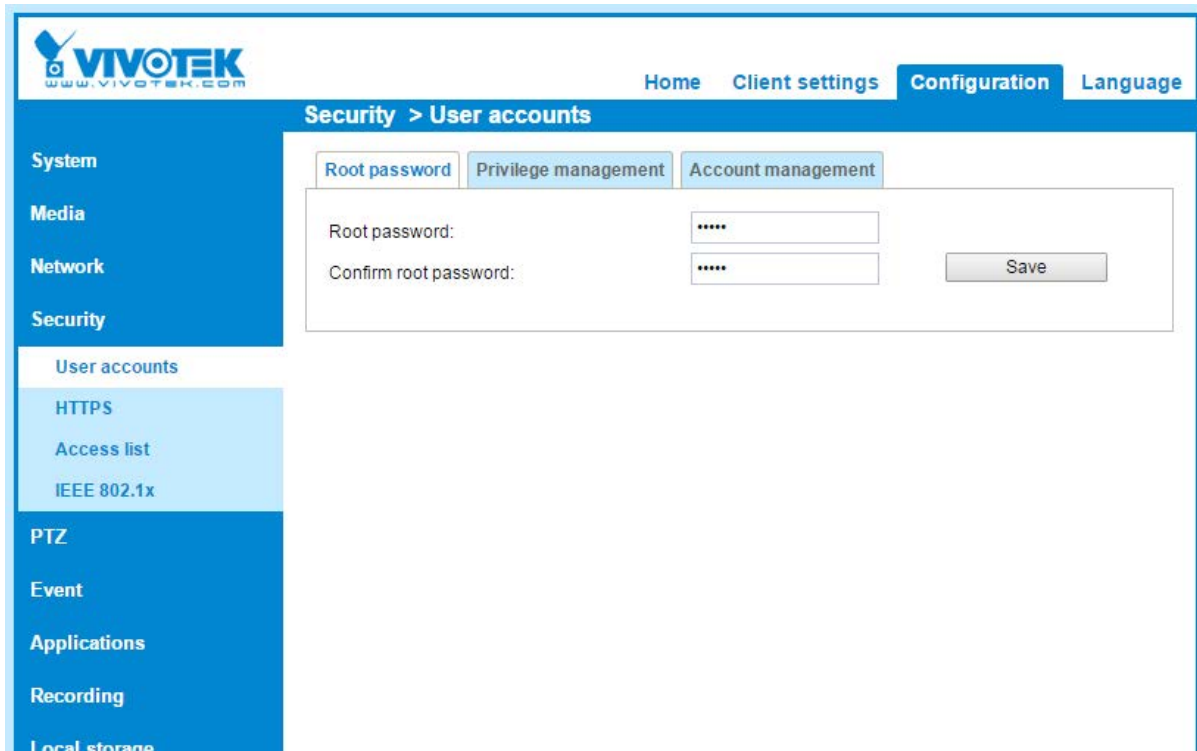 VIVOTEK
www.vivotek.com
Home Client settings Configuration Language
Security > User accounts
System
Media
Network
Security
User accounts
HTTPS
Access list
IEEE 802.1x
PTZ
Event
Applications
Recording
Local storage
Root password Privilege management Account management
Root password: •••••
Confirm root password: •••••
Save